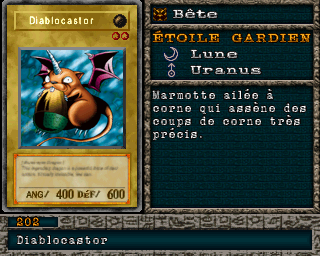 Diablocastor
ANG/ 400 DéF/ 600
Bête
ÉTOILE GARDIEN
Lune
Uranus
Marmotte ailée à
corne qui assène des
coups de corne très
précis.
202
Diablocastor